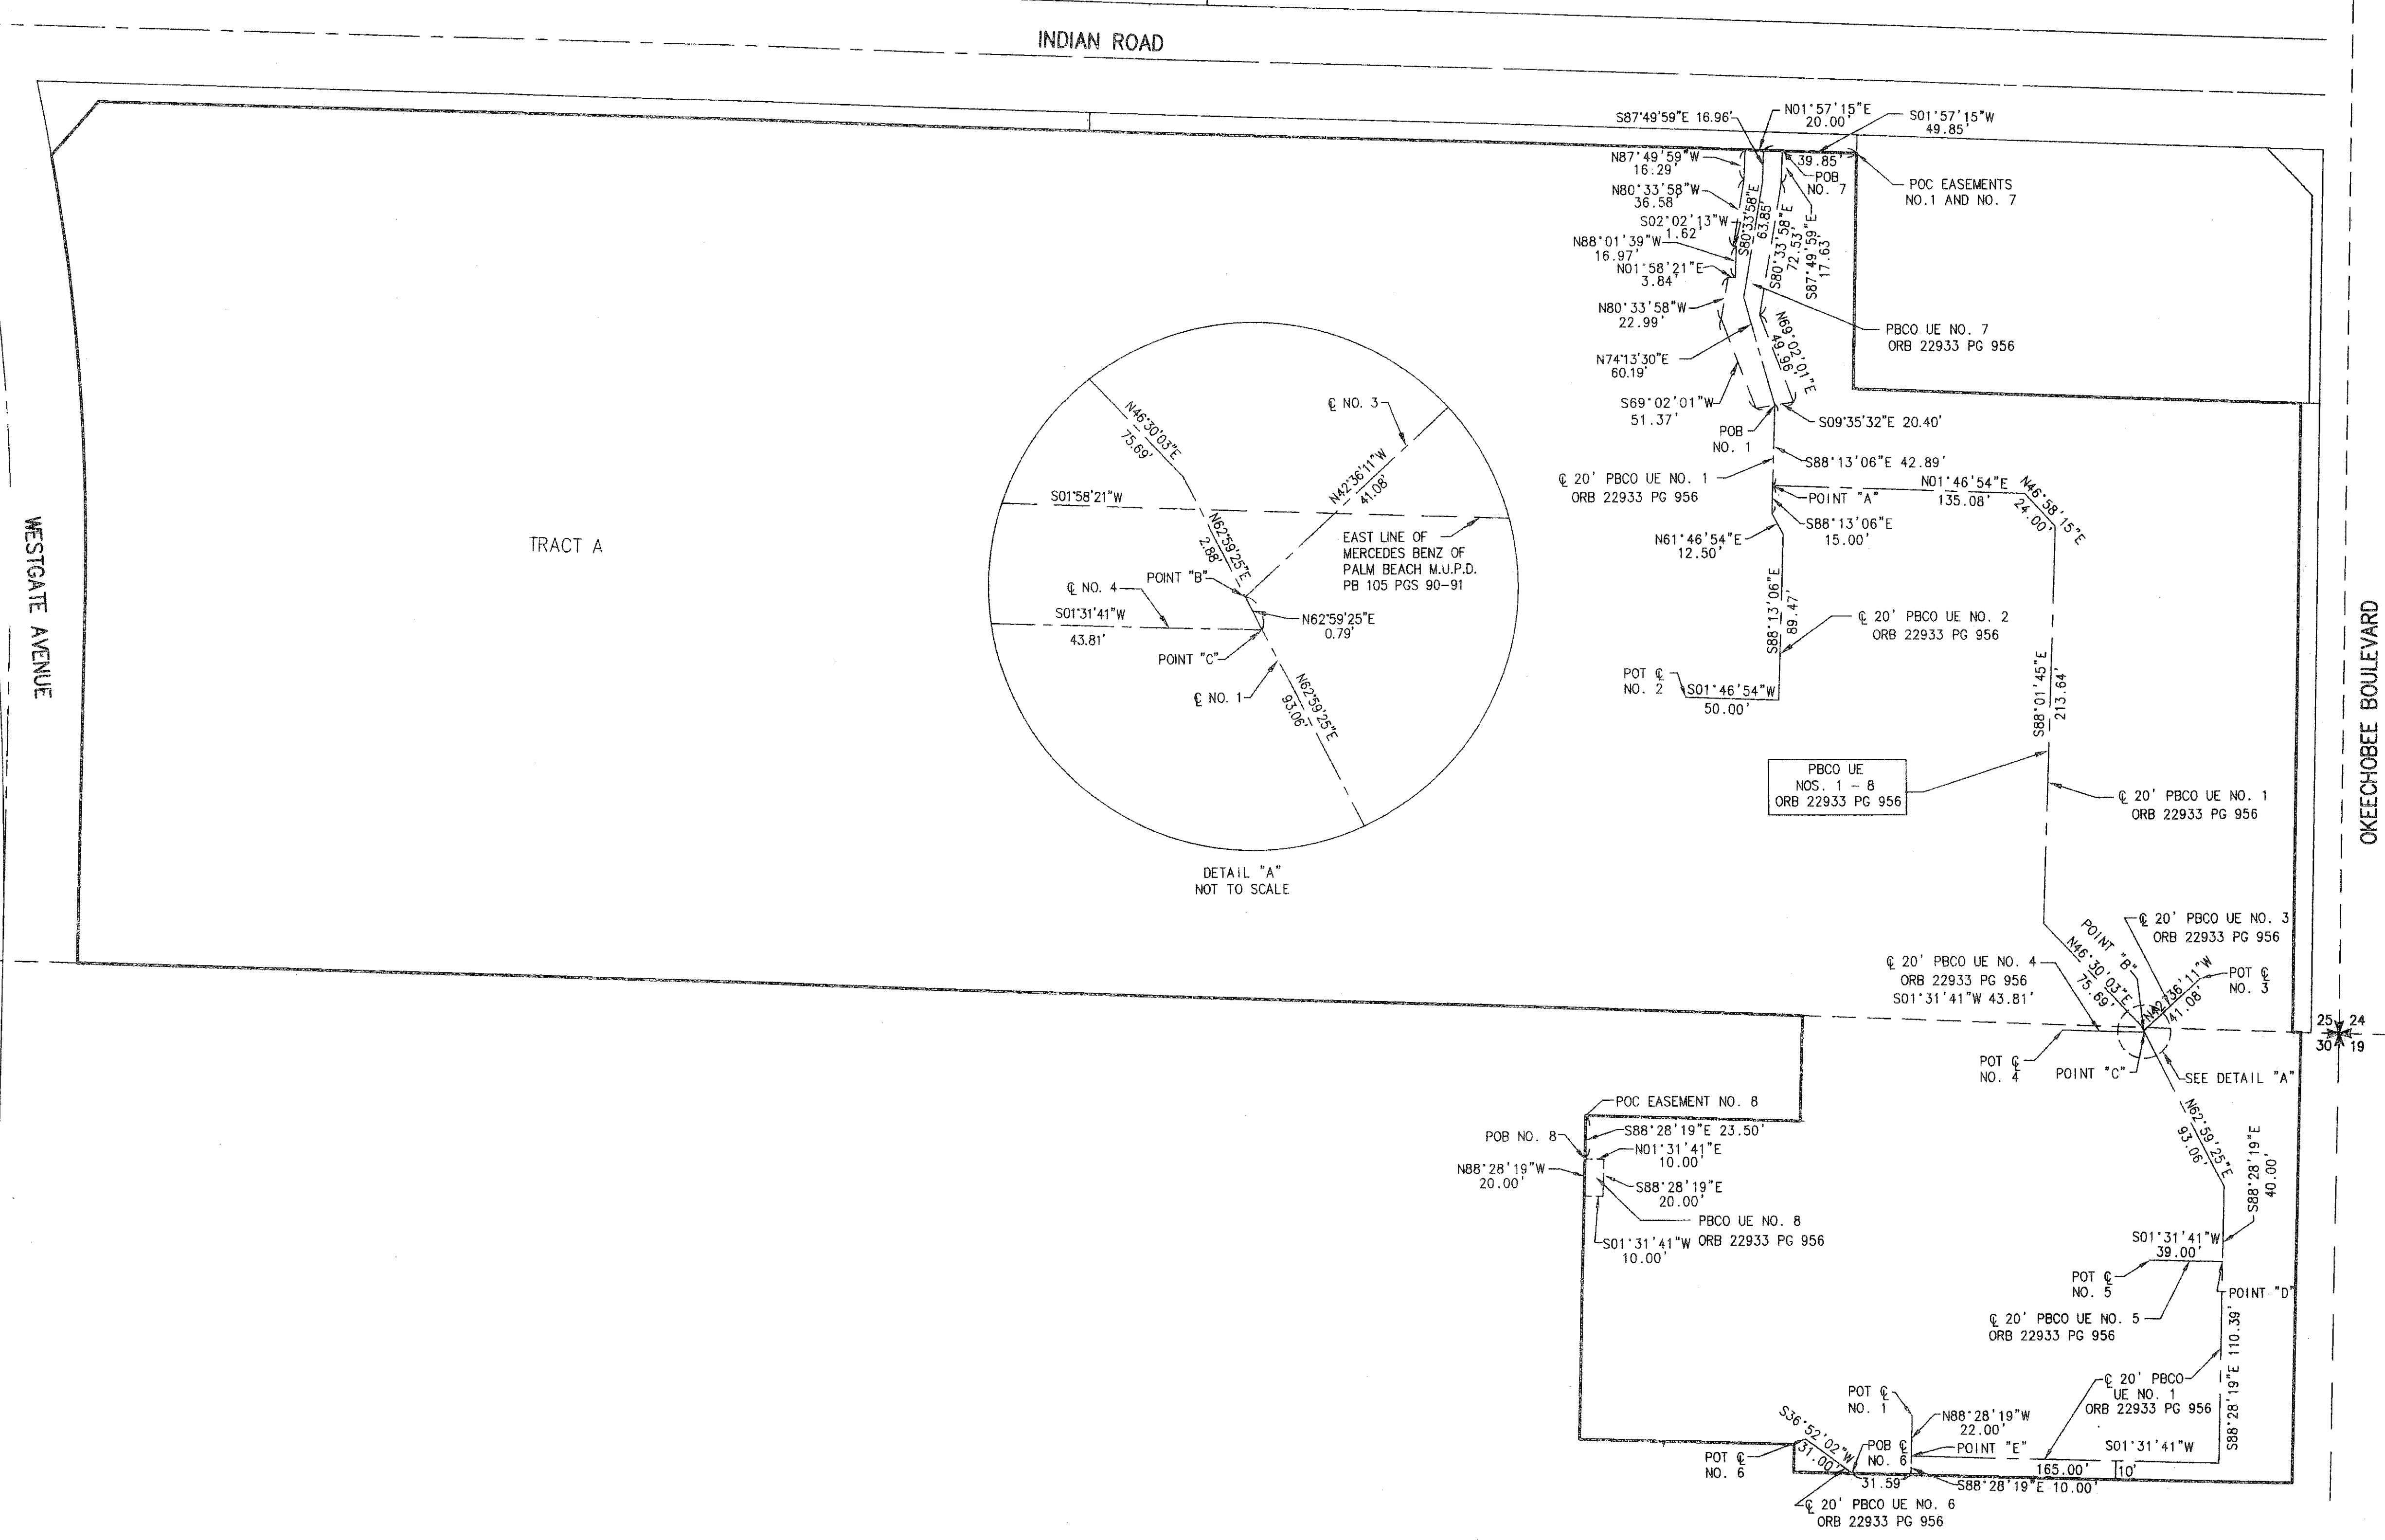 INDIAN ROAD
S87°49'59"E 16.96'
N01°57'15"E
20.00'
S01°57'15"W
49.85'
N87°49'59"W
16.29'
39.85'
POB
NO. 7
POC EASEMENTS
NO.1 AND NO. 7
N80°33'58"W
36.58'
S02°02'13"W
1.62'
N88°01'39"W
16.97'
N01°58'21"E
3.84'
S80°33'58"E
63.85'
S80°33'58"E
72.53'
S87°49'59"E
17.63'
N80°33'58"W
22.99'
PBCO UE NO. 7
ORB 22933 PG 956
N74°13'30"E
60.19'
N69°02'01"E
49.96'
S69°02'01"W
51.37'
S09°35'32"E 20.40'
POB
NO. 1
S88°13'06"E 42.89'
℄ 20' PBCO UE NO. 1
ORB 22933 PG 956
POINT "A"
N01°46'54"E
135.08'
N46°58'15"E
24.00'
S88°13'06"E
15.00'
N61°46'54"E
12.50'
S88°13'06"E
89.47'
℄ 20' PBCO UE NO. 2
ORB 22933 PG 956
POT ℄
NO. 2
S01°46'54"W
50.00'
S88°01'45"E
213.64'
PBCO UE
NOS. 1 - 8
ORB 22933 PG 956
℄ 20' PBCO UE NO. 1
ORB 22933 PG 956
WESTGATE AVENUE
TRACT A
OKEECHOBEE BOULEVARD
N46°30'03"E
75.69'
℄ NO. 3
N42°36'11"W
41.08'
S01°58'21"W
N62°59'25"E
2.88'
EAST LINE OF
MERCEDES BENZ OF
PALM BEACH M.U.P.D.
PB 105 PGS 90-91
POINT "B"
℄ NO. 4
S01°31'41"W
43.81'
N62°59'25"E
0.79'
POINT "C"
℄ NO. 1
N62°59'25"E
93.06'
DETAIL "A"
NOT TO SCALE
℄ 20' PBCO UE NO. 3
ORB 22933 PG 956
POINT "B"
N46°30'03"E
75.69'
℄ 20' PBCO UE NO. 4
ORB 22933 PG 956
S01°31'41"W 43.81'
N42°36'11"W
41.08'
POT ℄
NO. 3
25 24
30 19
POT ℄
NO. 4
POINT "C"
SEE DETAIL "A"
N62°59'25"E
93.06'
S88°28'19"E
40.00'
POC EASEMENT NO. 8
S88°28'19"E 23.50'
POB NO. 8
N01°31'41"E
10.00'
N88°28'19"W
20.00'
S88°28'19"E
20.00'
PBCO UE NO. 8
ORB 22933 PG 956
S01°31'41"W
10.00'
S01°31'41"W
39.00'
POT ℄
NO. 5
POINT "D"
℄ 20' PBCO UE NO. 5
ORB 22933 PG 956
S88°28'19"E 110.39'
℄ 20' PBCO
UE NO. 1
ORB 22933 PG 956
POT ℄
NO. 1
N88°28'19"W
22.00'
S36°52'02"W
31.00'
POB ℄
NO. 6
POINT "E"
S01°31'41"W
165.00'
10'
POT ℄
NO. 6
31.59'
S88°28'19"E 10.00'
℄ 20' PBCO UE NO. 6
ORB 22933 PG 956